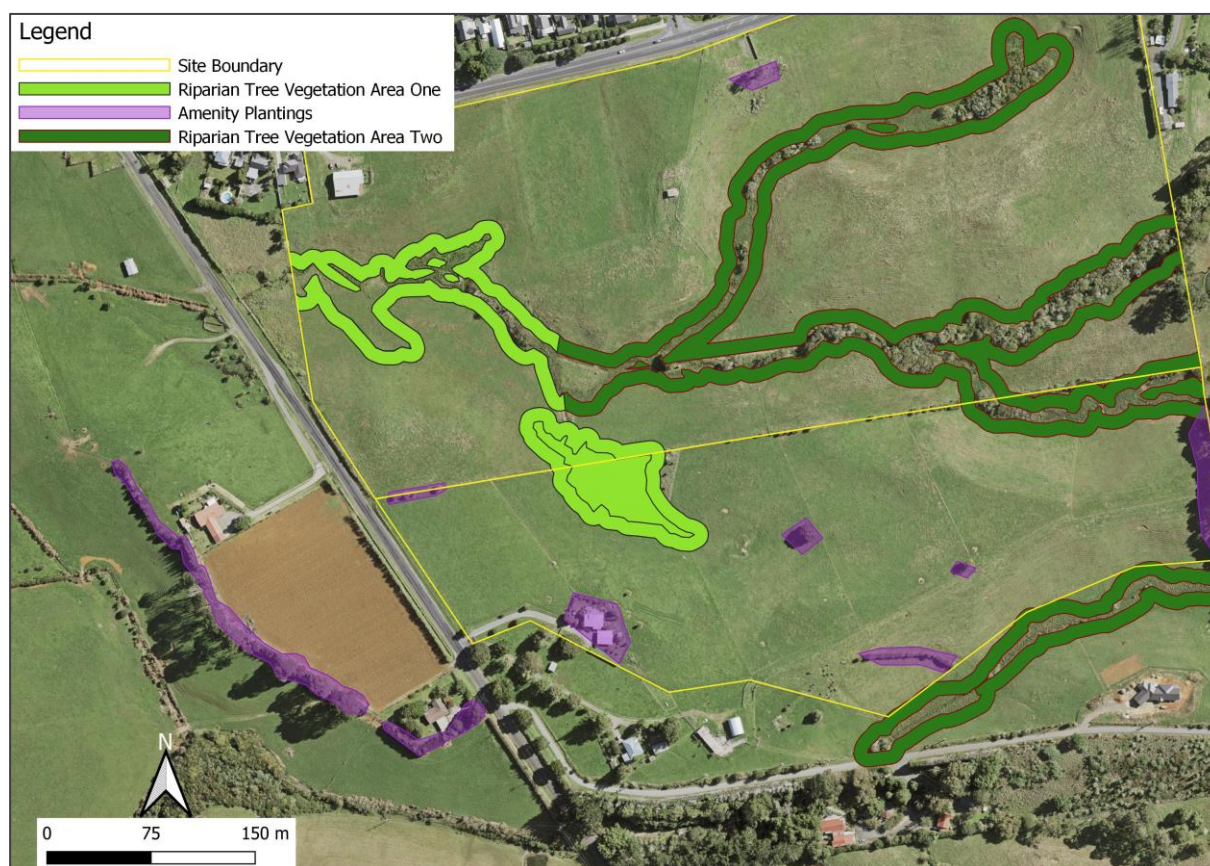 Legend
Site Boundary
Riparian Tree Vegetation Area One
Amenity Plantings
Riparian Tree Vegetation Area Two
N
0 75 150 m